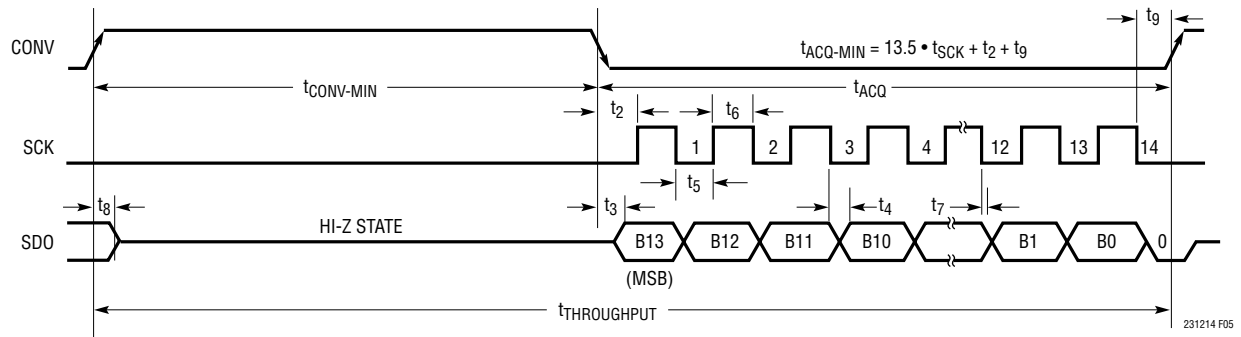 CONV
t9
tACQ-MIN = 13.5 • tSCK + t2 + t9
tCONV-MIN
tACQ
t2
t6
SCK
1
2
3
4
12
13
14
t5
t8
t3
t4
t7
SDO
HI-Z STATE
B13
B12
B11
B10
B1
B0
0
(MSB)
tTHROUGHPUT
231214 F05